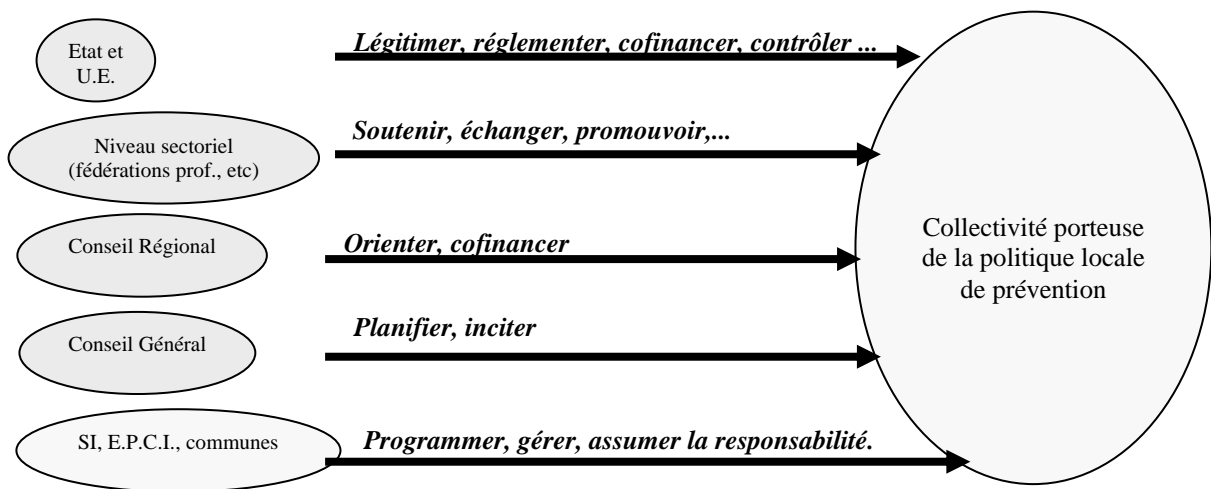 Etat et
U.E.
Légitimer, réglementer, cofinancer, contrôler ...
Niveau sectoriel
(fédérations prof., etc)
Soutenir, échanger, promouvoir,...
Conseil Régional
Orienter, cofinancer
Conseil Général
Planifier, inciter
SI, E.P.C.I., communes
Programmer, gérer, assumer la responsabilité.
Collectivité porteuse
de la politique locale
de prévention